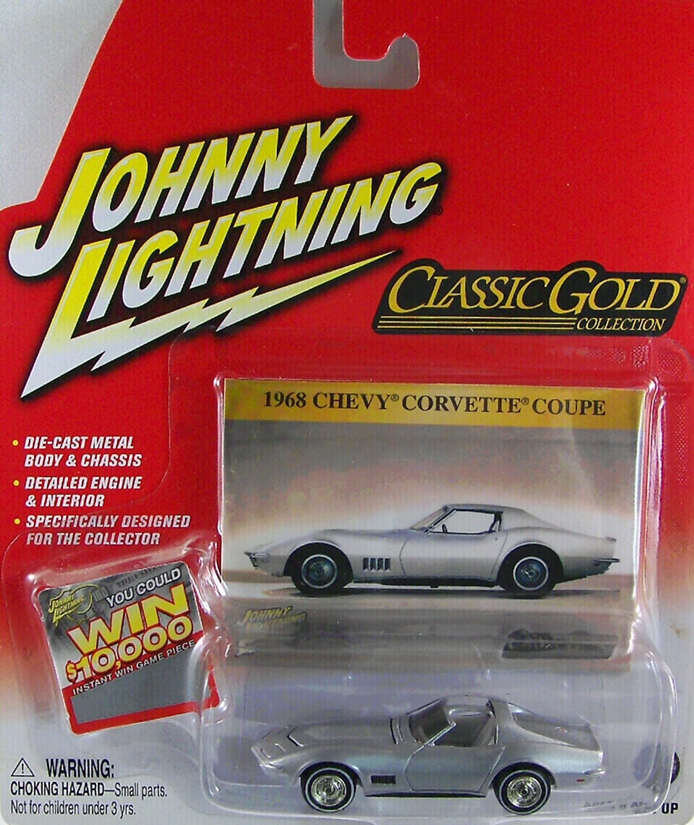 JOHNNY
LIGHTNING
CLASSIC GOLD®
COLLECTION
1968 CHEVY® CORVETTE® COUPE
• DIE-CAST METAL
BODY & CHASSIS
• DETAILED ENGINE
& INTERIOR
• SPECIFICALLY DESIGNED
FOR THE COLLECTOR
JOHNNY
LIGHTNING
YOU COULD
WIN
$10,000
INSTANT WIN GAME PIECE
JOHNNY
LIGHTNING
⚠ WARNING:
CHOKING HAZARD—Small parts.
Not for children under 3 yrs.
UP